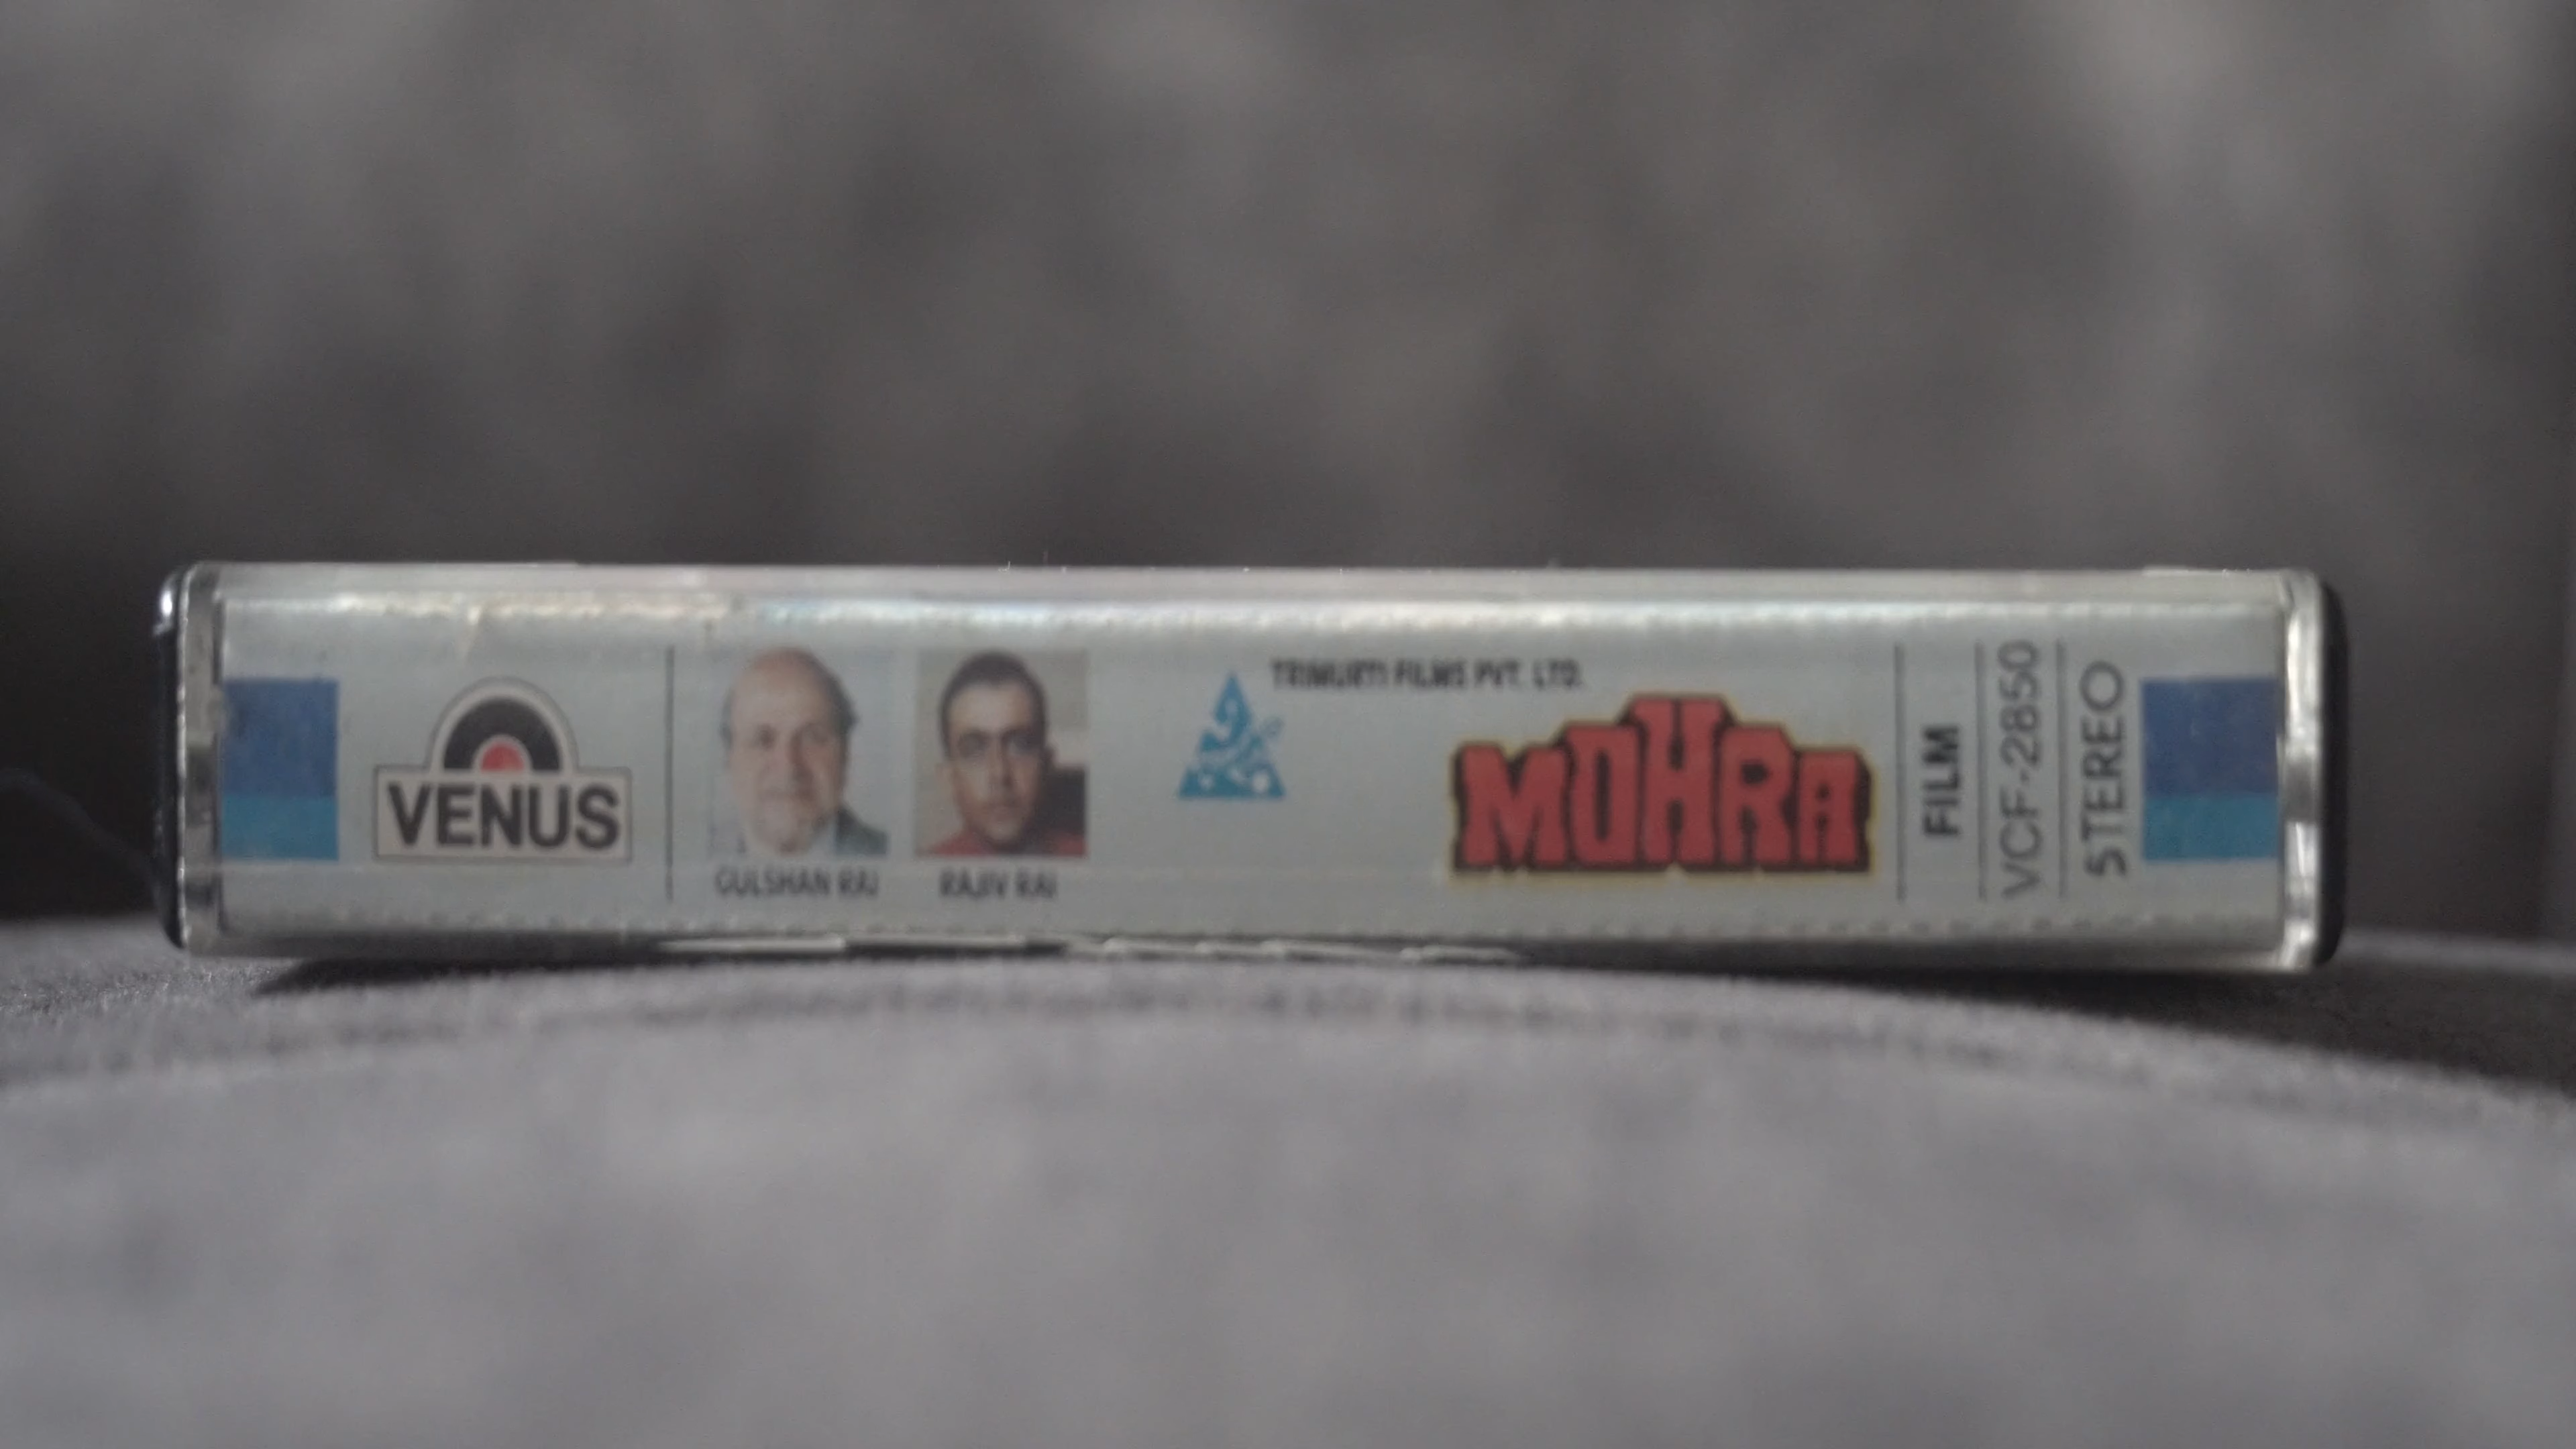 VENUS
GULSHAN RAI
RAJIV RAI
TRIMURTI FILMS PVT. LTD.
MOHRA
FILM
VCF-2850
STEREO